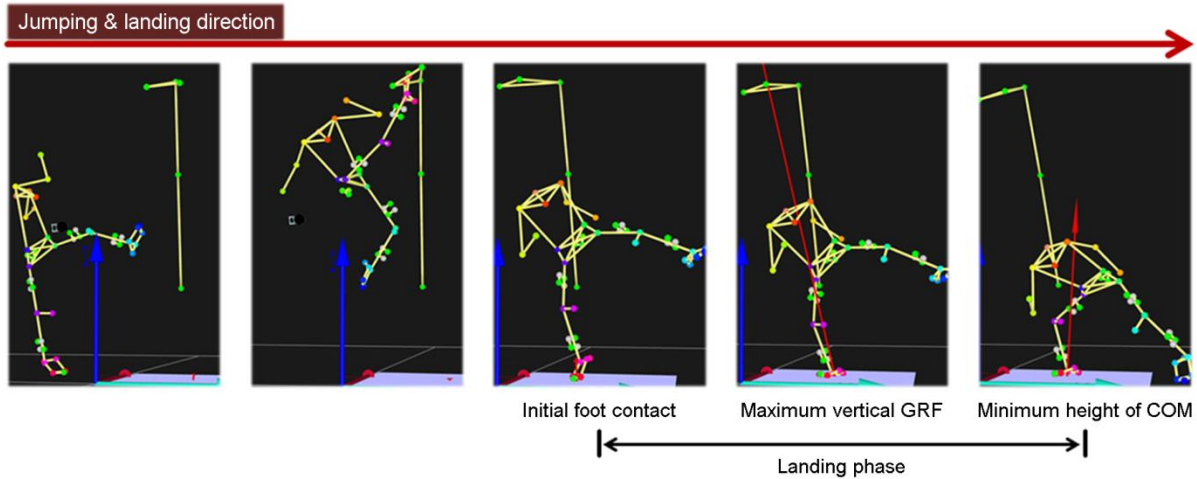 Jumping & landing direction
Initial foot contact
Maximum vertical GRF
Minimum height of COM
Landing phase